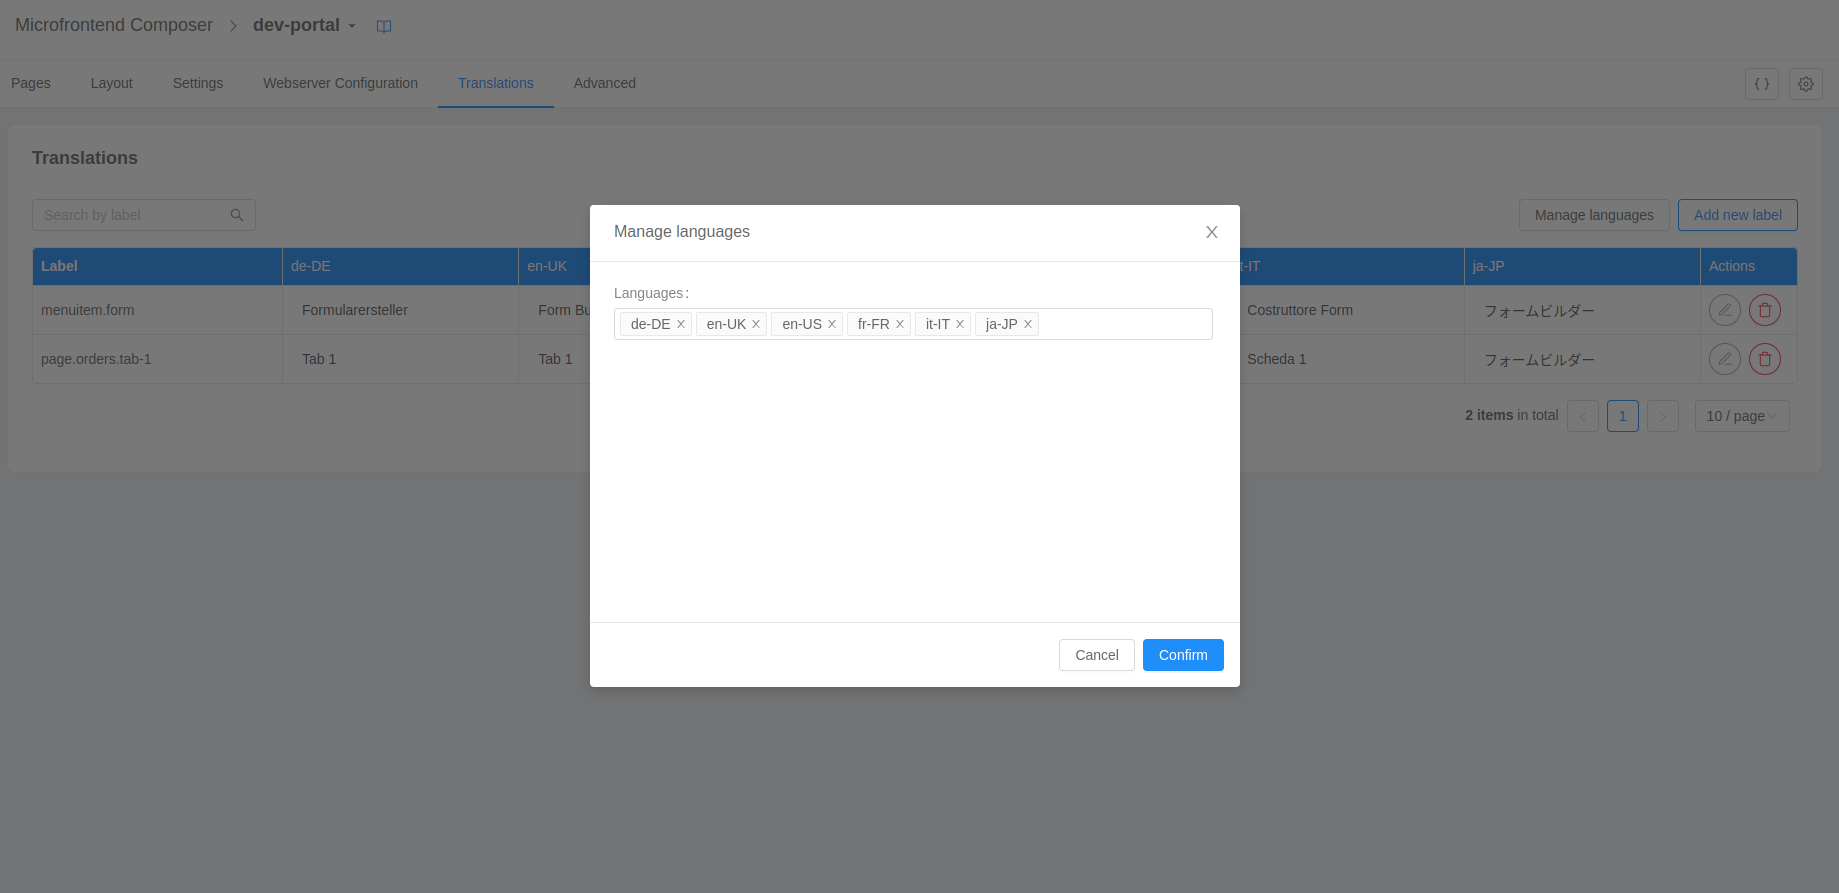 Microfrontend Composer dev-portal
Pages Layout Settings Webserver Configuration Translations Advanced
Translations
Search by label
Manage languages Add new label
Label de-DE en-UK t-IT ja-JP Actions
menuitem.form Formularersteller Form Bu Costruttore Form フォームビルダー
page.orders.tab-1 Tab 1 Tab 1 Scheda 1 フォームビルダー
2 items in total 1 10 / page
Manage languages
Languages:
de-DE en-UK en-US fr-FR it-IT ja-JP
Cancel Confirm